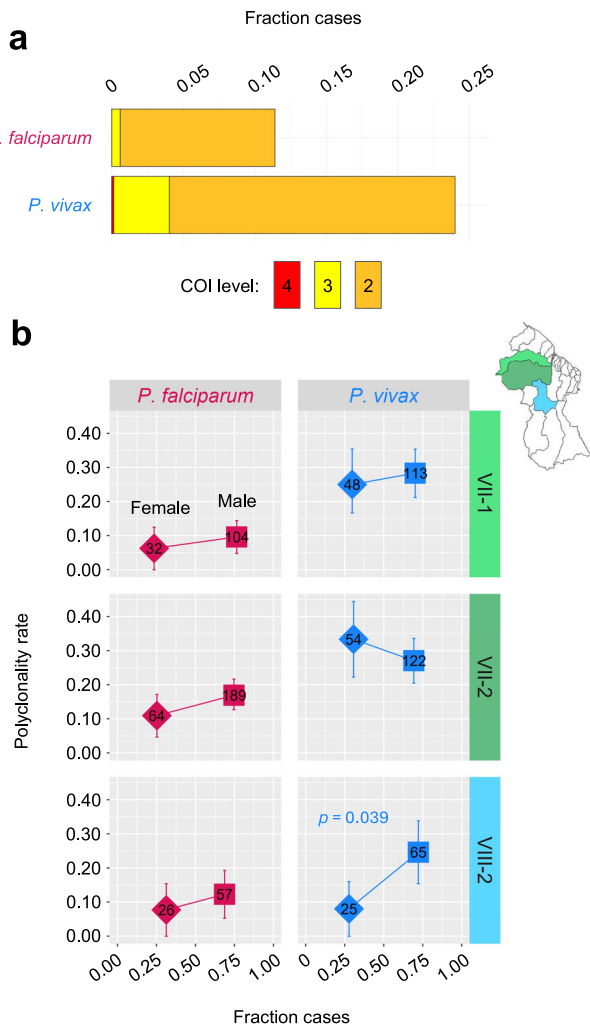 Fraction cases
a
0 0.05 0.10 0.15 0.20 0.25
. falciparum
P. vivax
COI level: 4 3 2
b
P. falciparum P. vivax
0.40
0.30
0.20
0.10
0.00
Female Male
32 104
48 113
VII-1
0.40
0.30
0.20
0.10
0.00
64 189
54 122
VII-2
0.40
0.30
0.20
0.10
0.00
26 57
p = 0.039
25 65
VIII-2
Polyclonality rate
0.00 0.25 0.50 0.75 1.00 0 0.25 0.50 0.75 1.00
Fraction cases